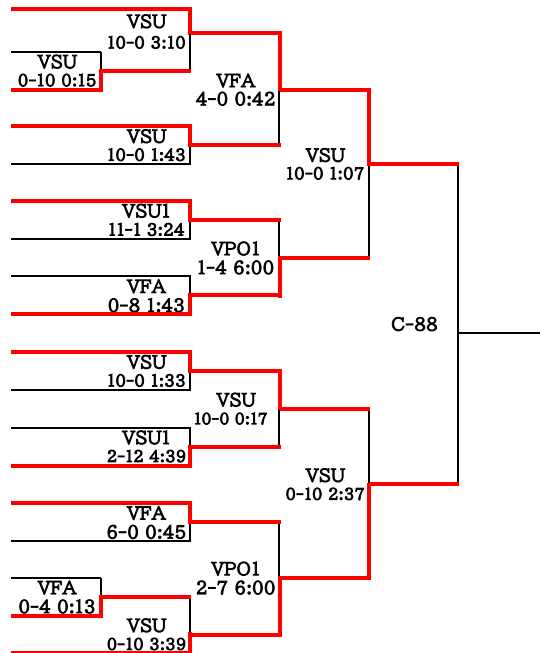 VSU
10-0 3:10
VSU
0-10 0:15
VFA
4-0 0:42
VSU
10-0 1:43
VSU
10-0 1:07
VSU1
11-1 3:24
VPO1
1-4 6:00
VFA
0-8 1:43
C-88
VSU
10-0 1:33
VSU
10-0 0:17
VSU1
2-12 4:39
VSU
0-10 2:37
VFA
6-0 0:45
VPO1
2-7 6:00
VFA
0-4 0:13
VSU
0-10 3:39